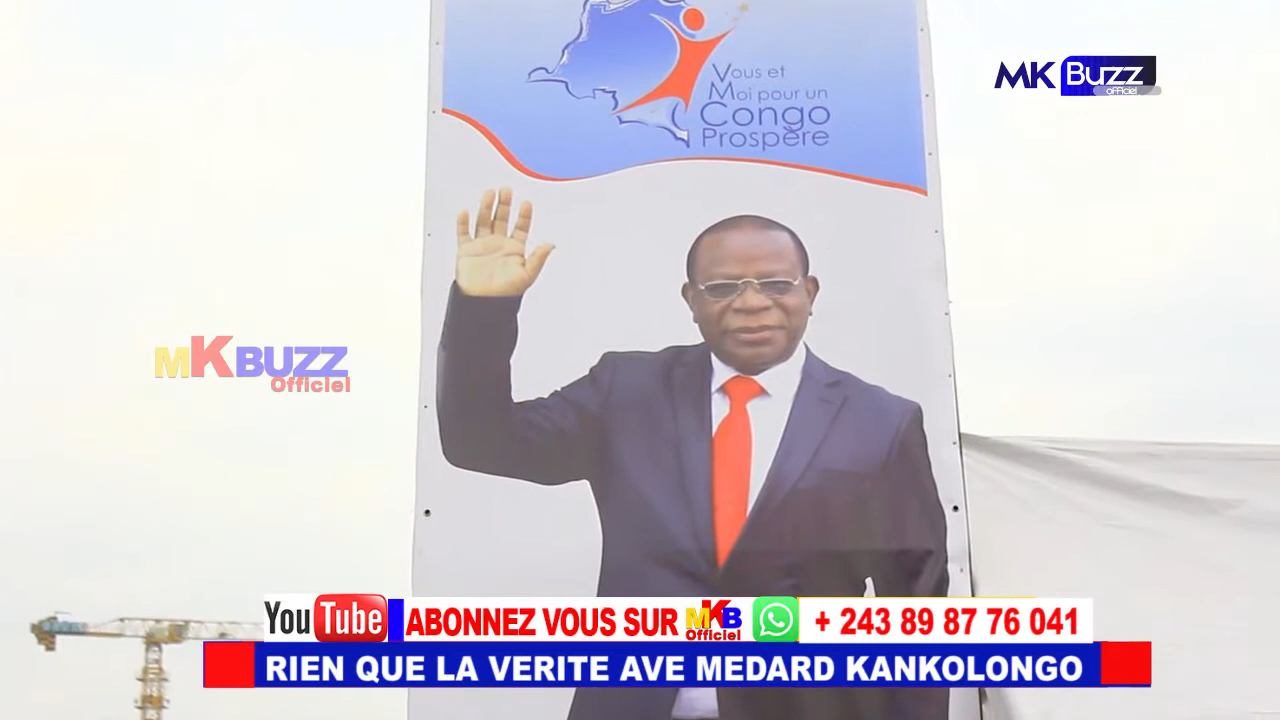 Vous et
Moi pour un
Congo
Prospère
MK Buzz
officiel
MKBUZZ
Officiel
YouTube ABONNEZ VOUS SUR MKB Officiel + 243 89 87 76 041
RIEN QUE LA VERITE AVE MEDARD KANKOLONGO